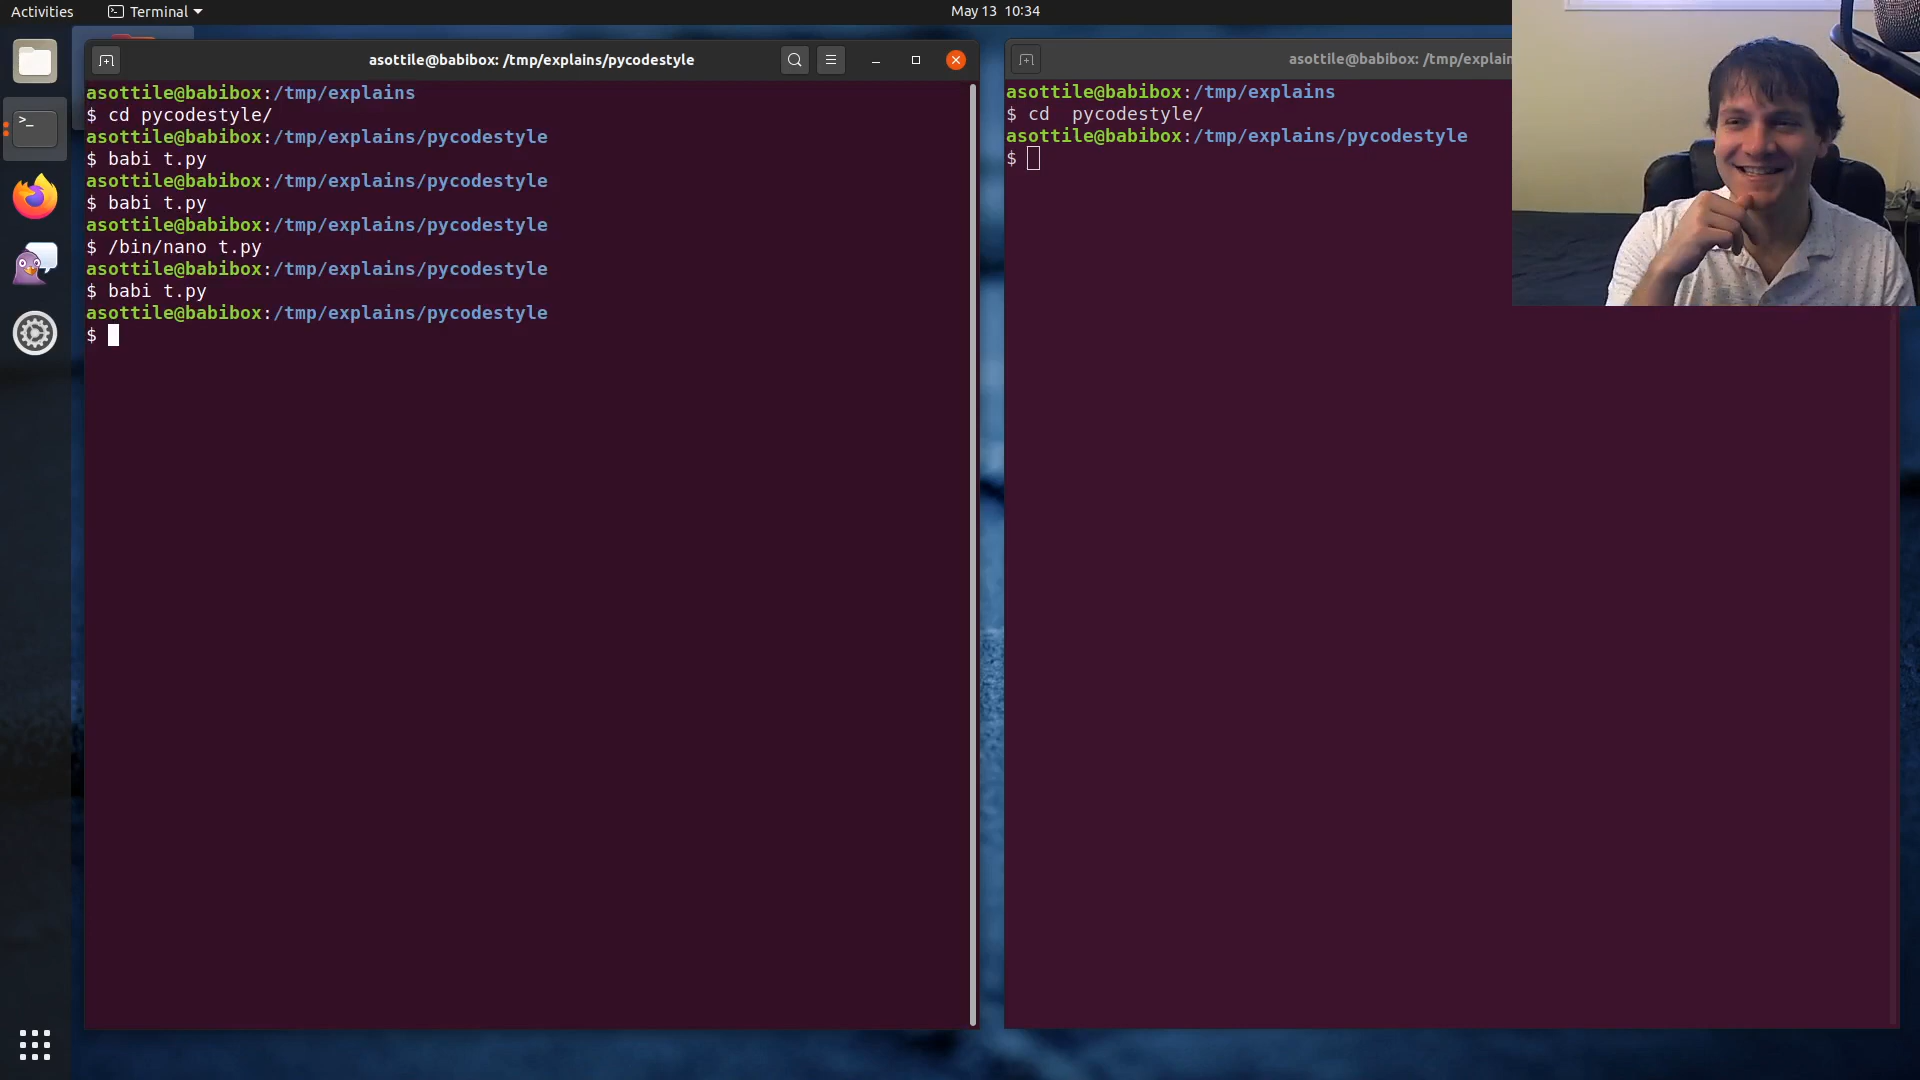 Activities
Terminal
May 13 10:34
asottile@babibox: /tmp/explains/pycodestyle
asottile@babibox:/tmp/explains
$ cd pycodestyle/
asottile@babibox:/tmp/explains/pycodestyle
$ babi t.py
asottile@babibox:/tmp/explains/pycodestyle
$ babi t.py
asottile@babibox:/tmp/explains/pycodestyle
$ /bin/nano t.py
asottile@babibox:/tmp/explains/pycodestyle
$ babi t.py
asottile@babibox:/tmp/explains/pycodestyle
$
asottile@babibox: /tmp/explain
asottile@babibox:/tmp/explains
$ cd  pycodestyle/
asottile@babibox:/tmp/explains/pycodestyle
$